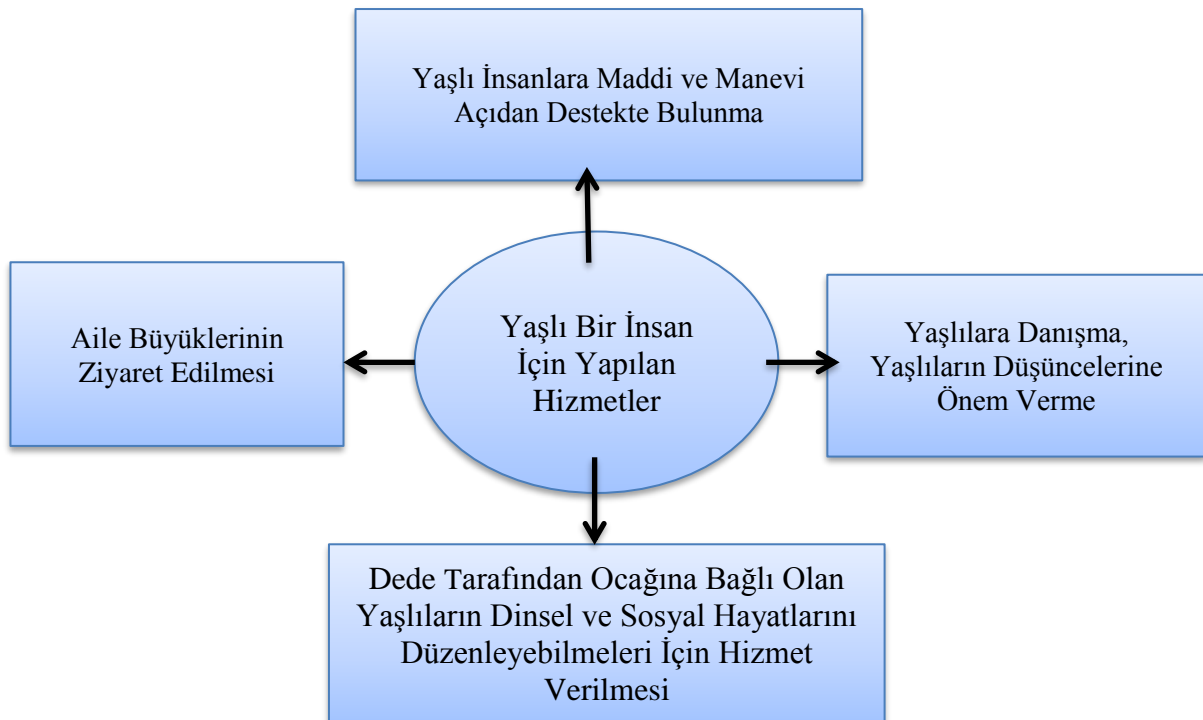 Yaşlı İnsanlara Maddi ve Manevi
Açıdan Destekte Bulunma
Aile Büyüklerinin
Ziyaret Edilmesi
Yaşlı Bir İnsan
İçin Yapılan
Hizmetler
Yaşlılara Danışma,
Yaşlıların Düşüncelerine
Önem Verme
Dede Tarafından Ocağına Bağlı Olan
Yaşlıların Dinsel ve Sosyal Hayatlarını
Düzenleyebilmeleri İçin Hizmet
Verilmesi